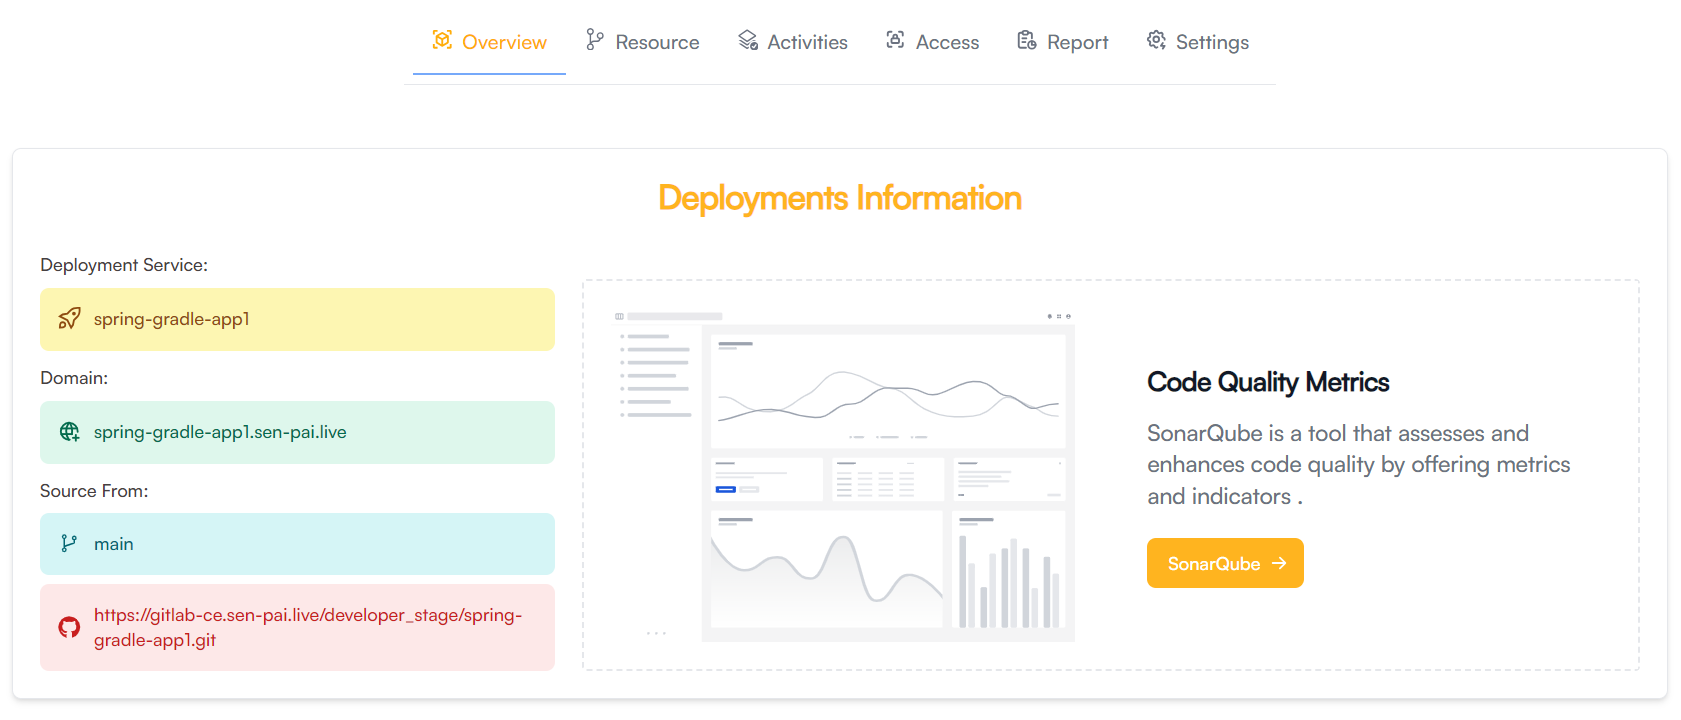 Overview Resource Activities Access Report Settings
Deployments Information
Deployment Service:
spring-gradle-app1
Domain:
spring-gradle-app1.sen-pai.live
Source From:
main
https://gitlab-ce.sen-pai.live/developer_stage/spring-
gradle-app1.git
Code Quality Metrics
SonarQube is a tool that assesses and
enhances code quality by offering metrics
and indicators .
SonarQube